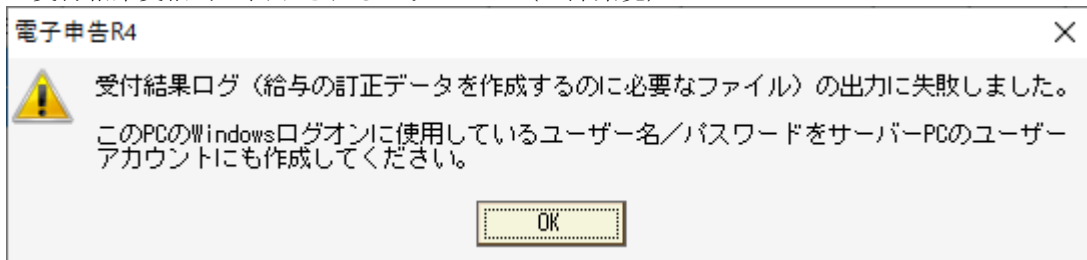 電子申告R4
受付結果ログ（給与の訂正データを作成するのに必要なファイル）の出力に失敗しました。
このPCのWindowsログオンに使用しているユーザー名／パスワードをサーバーPCのユーザー
アカウントにも作成してください。
OK